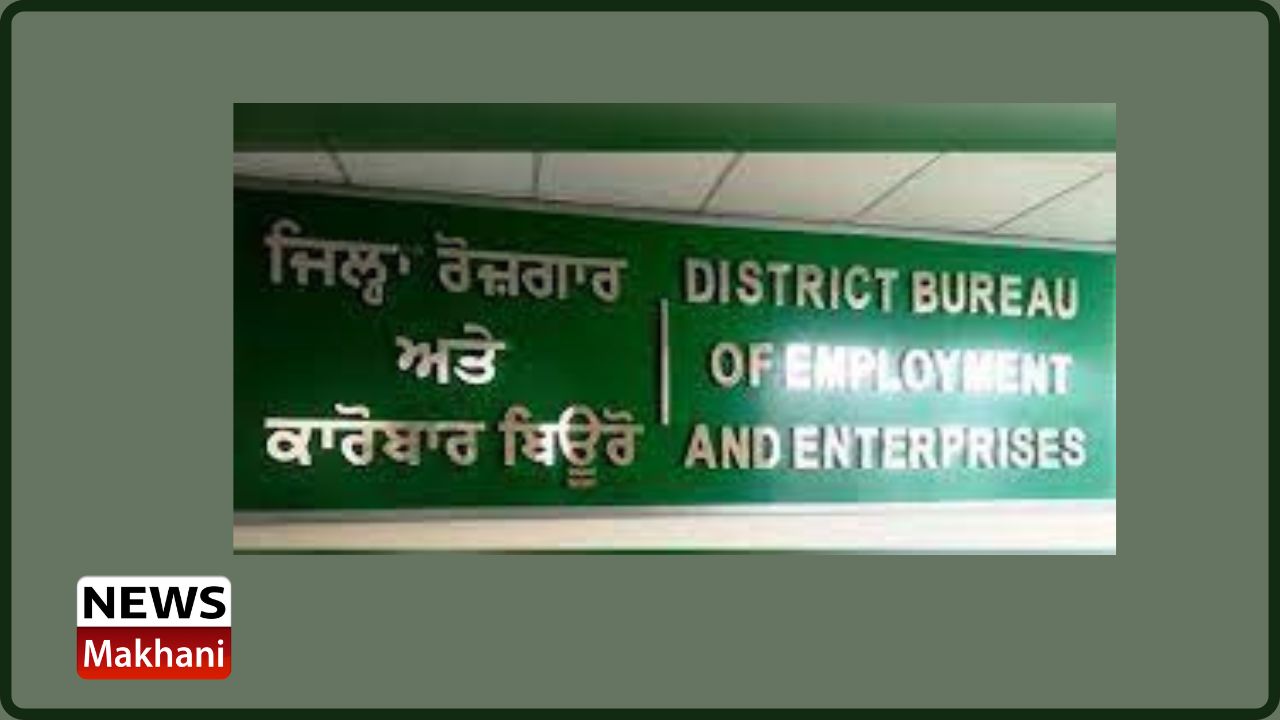 ਜਿਲ੍ਹਾ ਰੋਜ਼ਗਾਰ
ਅਤੇ
ਕਾਰੋਬਾਰ ਬਿਊਰੋ
DISTRICT BUREAU
OF EMPLOYMENT
AND ENTERPRISES
NEWS
Makhani